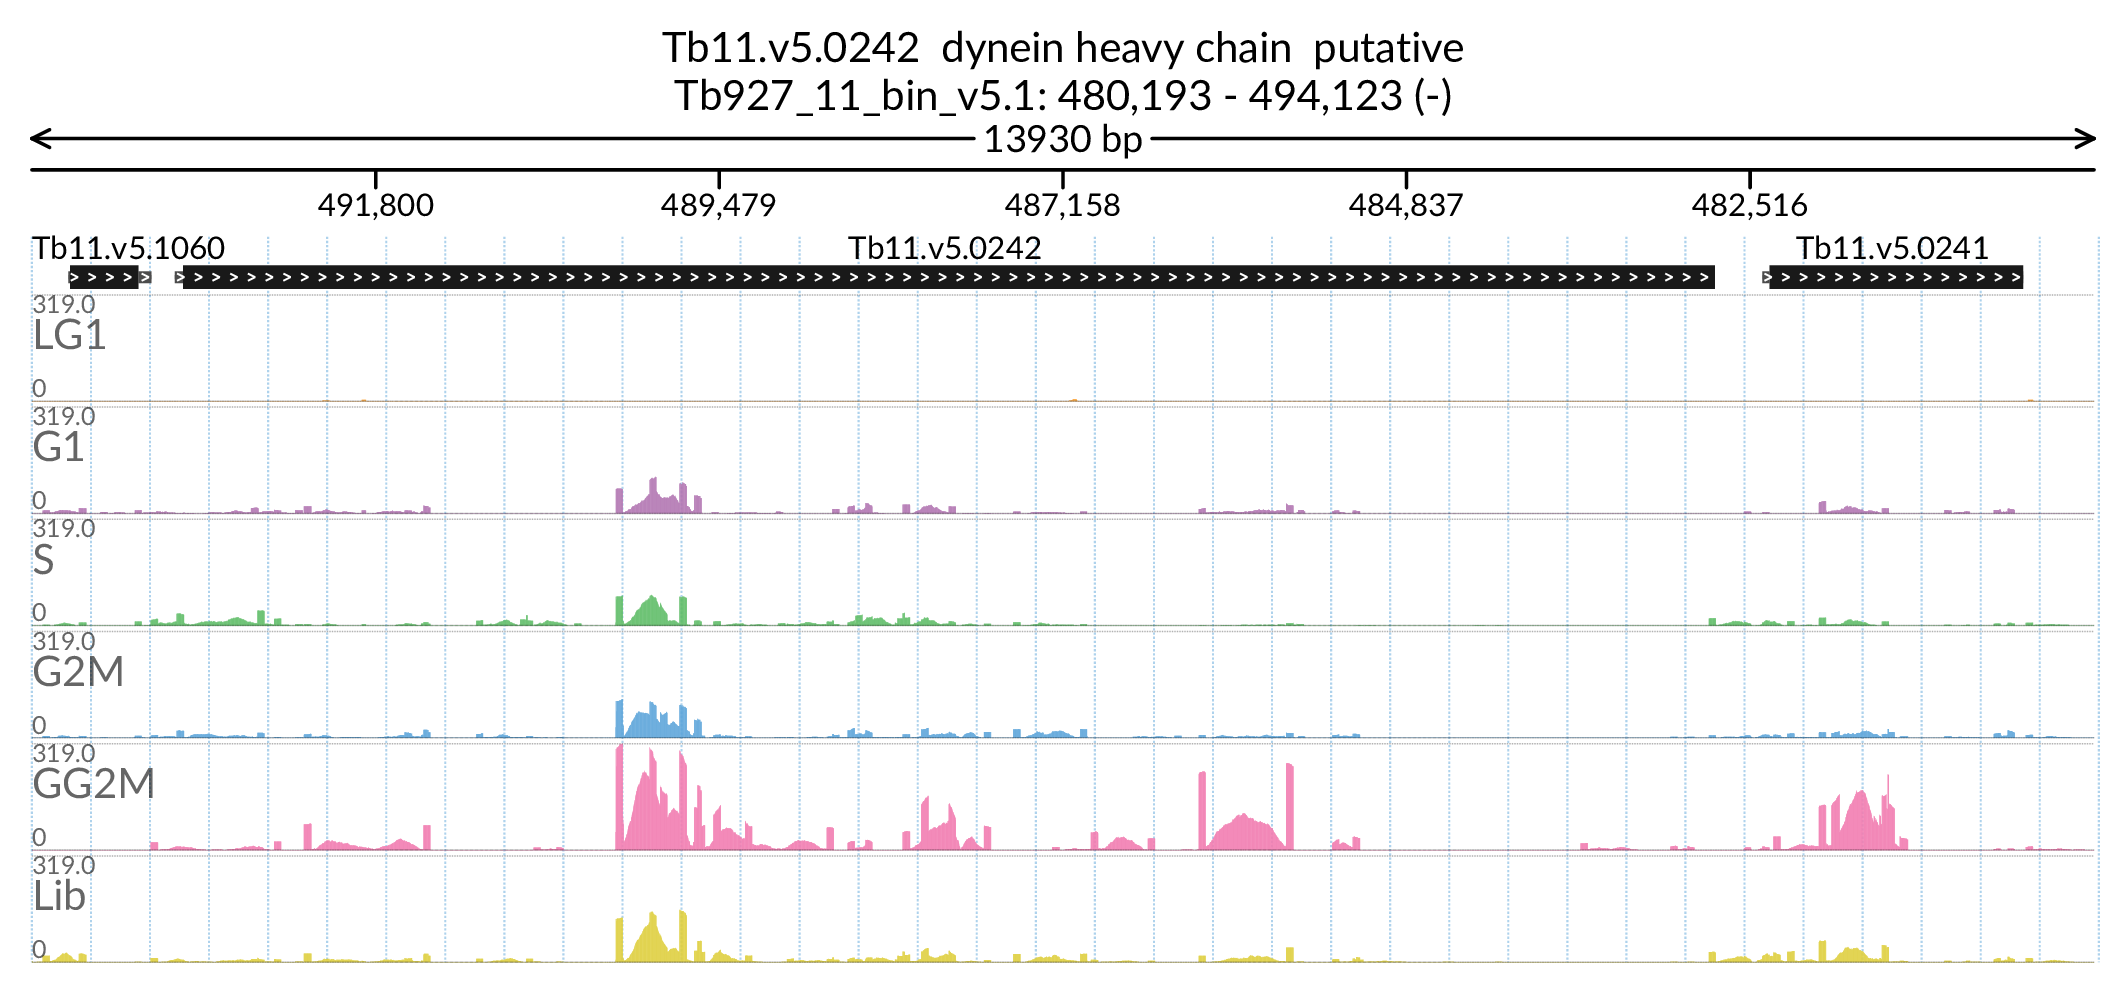 Tb11.v5.0242  dynein heavy chain  putative
Tb927_11_bin_v5.1: 480,193 - 494,123 (-)
13930 bp
491,800 489,479 487,158 484,837 482,516
Tb11.v5.1060 Tb11.v5.0242 Tb11.v5.0241
319.0
LG1
0
319.0
G1
0
319.0
S
0
319.0
G2M
0
319.0
GG2M
0
319.0
Lib
0